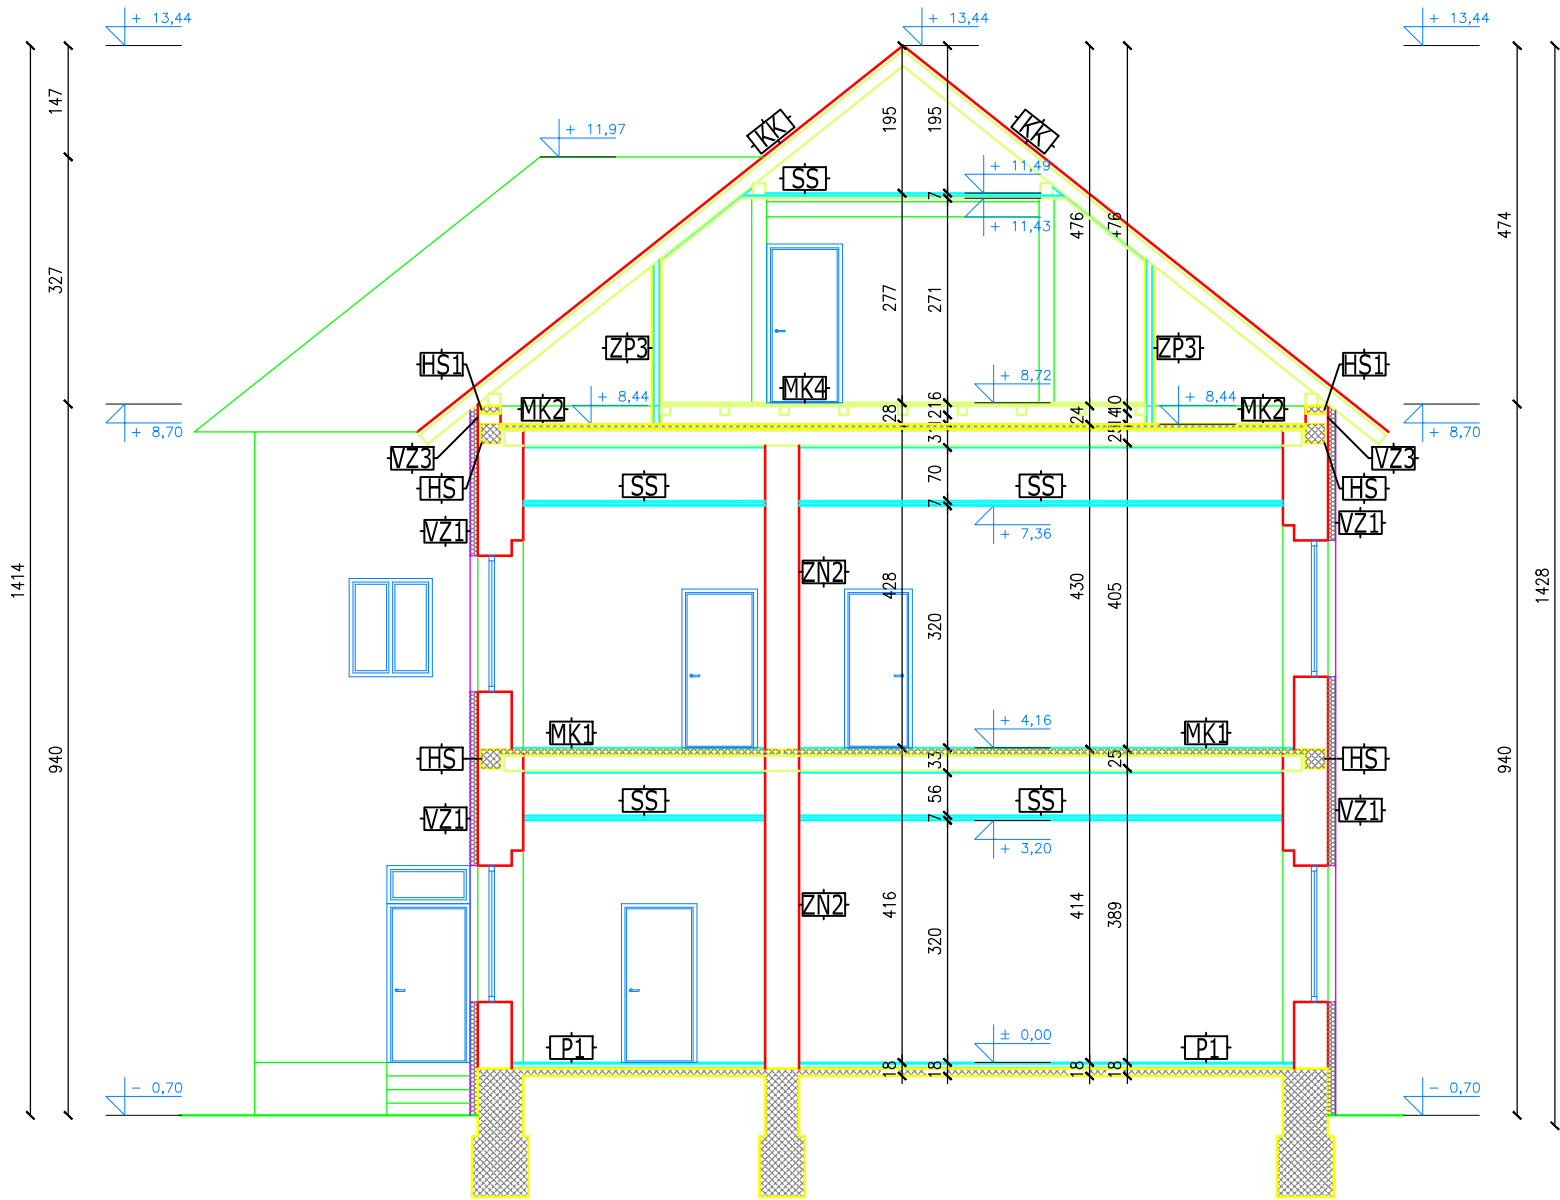 + 13,44
+ 13,44
+ 13,44
147
195
195
KK
KK
+ 11,97
SS
+ 11,49
7
474
476
476
+ 11,43
327
277
271
ZP3
ZP3
HS1
HS1
+ 8,72
MK4
+ 8,44
+ 8,44
MK2
MK2
28
16
12
24
10
14
+ 8,70
+ 8,70
31
25
VZ3
VZ3
70
SS
SS
HS
HS
7
VZ1
VZ1
+ 7,36
1414
ZN2
428
430
405
1428
320
+ 4,16
MK1
MK1
940
940
HS
HS
33
25
56
SS
SS
7
VZ1
VZ1
+ 3,20
ZN2
416
414
389
320
± 0,00
P1
P1
18
18
18
18
- 0,70
- 0,70